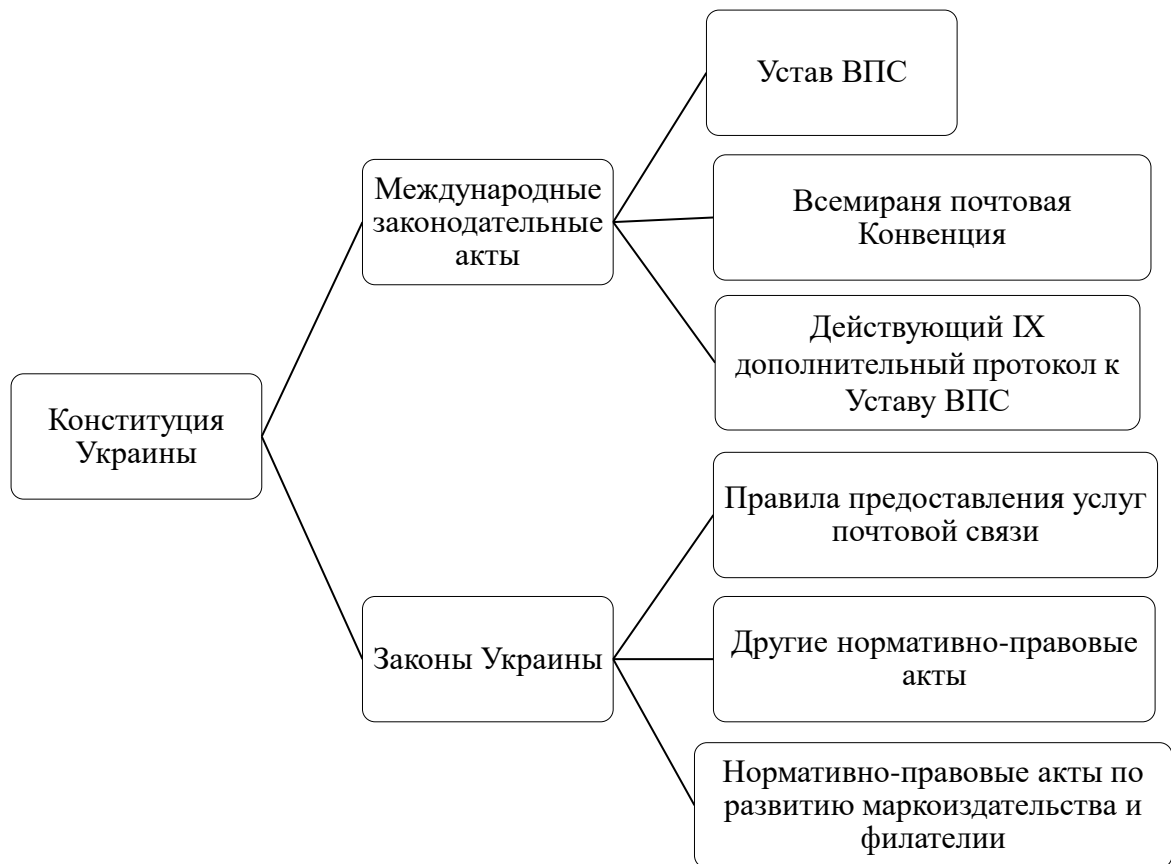 Устав ВПС
Международные
законодательные
акты
Всемираня почтовая
Конвенция
Действующий IX
дополнительный протокол к
Уставу ВПС
Конституция
Украины
Правила предоставления услуг
почтовой связи
Законы Украины
Другие нормативно-правовые
акты
Нормативно-правовые акты по
развитию маркоиздательства и
филателии